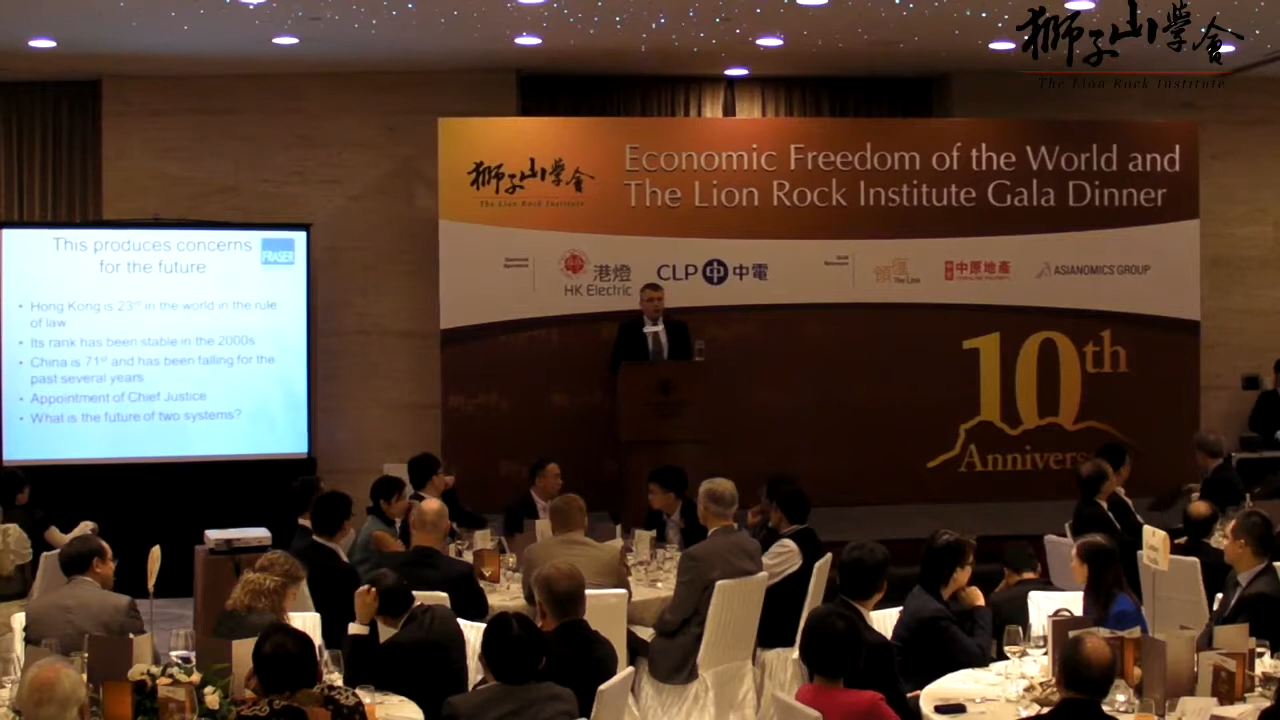 獅子山學會
The Lion Rock Institute
獅子山學會
The Lion Rock Institute
Economic Freedom of the World and
The Lion Rock Institute Gala Dinner
港燈
HK Electric
CLP 中 中電
領匯
The Link
中原地產
ASIANOMICS GROUP
10th
Annivers
This produces concerns
for the future
FRASER
• Hong Kong is 23rd in the world in the rule
of law
• Its rank has been stable in the 2000s
• China is 71st and has been falling for the
past several years
• Appointment of Chief Justice
• What is the future of two systems?